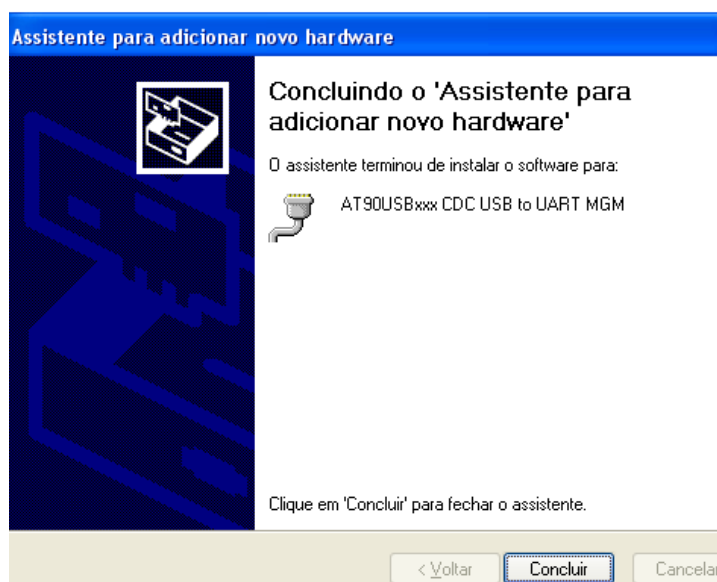 Assistente para adicionar novo hardware
Concluindo o 'Assistente para
adicionar novo hardware'
O assistente terminou de instalar o software para:
AT90USBxxx CDC USB to UART MGM
Clique em 'Concluir' para fechar o assistente.
< Voltar
Concluir
Cancelar